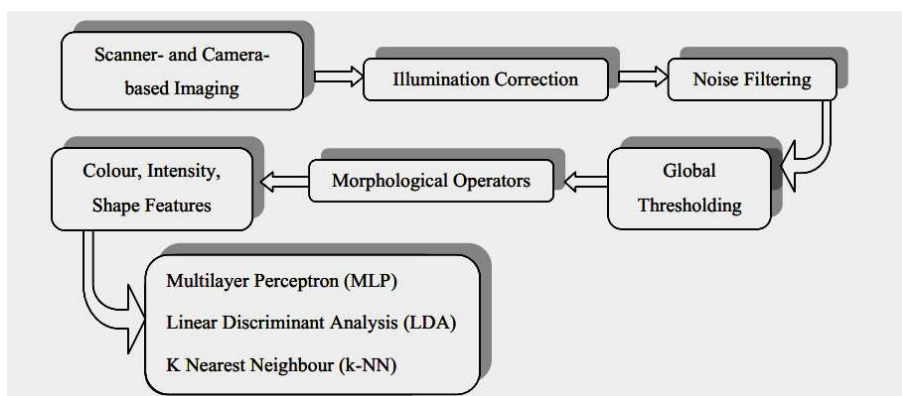 Scanner- and Camera-
based Imaging
Illumination Correction
Noise Filtering
Global
Thresholding
Morphological Operators
Colour, Intensity,
Shape Features
Multilayer Perceptron (MLP)
Linear Discriminant Analysis (LDA)
K Nearest Neighbour (k-NN)